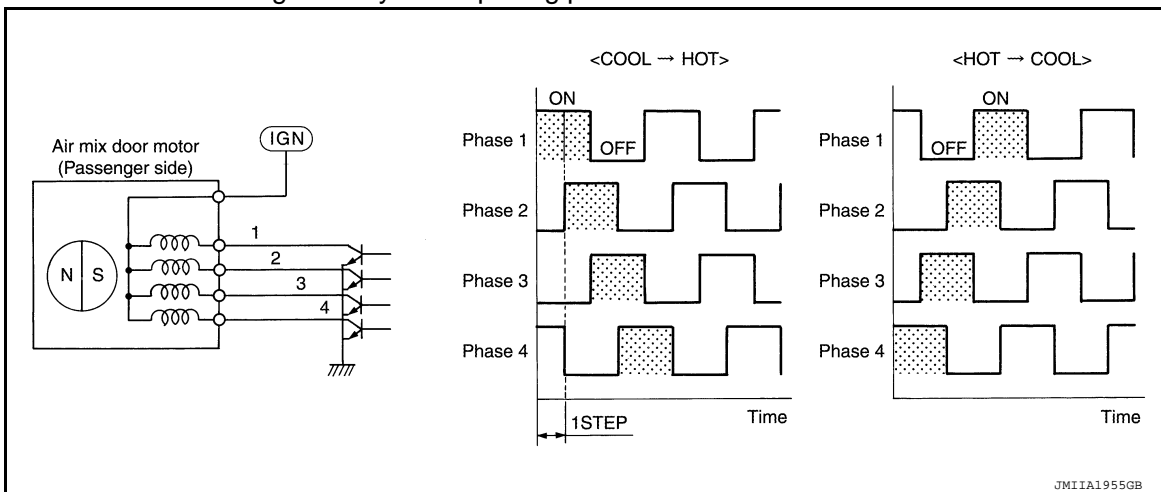 Air mix door motor
(Passenger side)
IGN
N S
1
2
3
4
<COOL → HOT>
ON
OFF
Phase 1
Phase 2
Phase 3
Phase 4
1STEP
Time
<HOT → COOL>
ON
OFF
Phase 1
Phase 2
Phase 3
Phase 4
Time
JMIIA1955GB